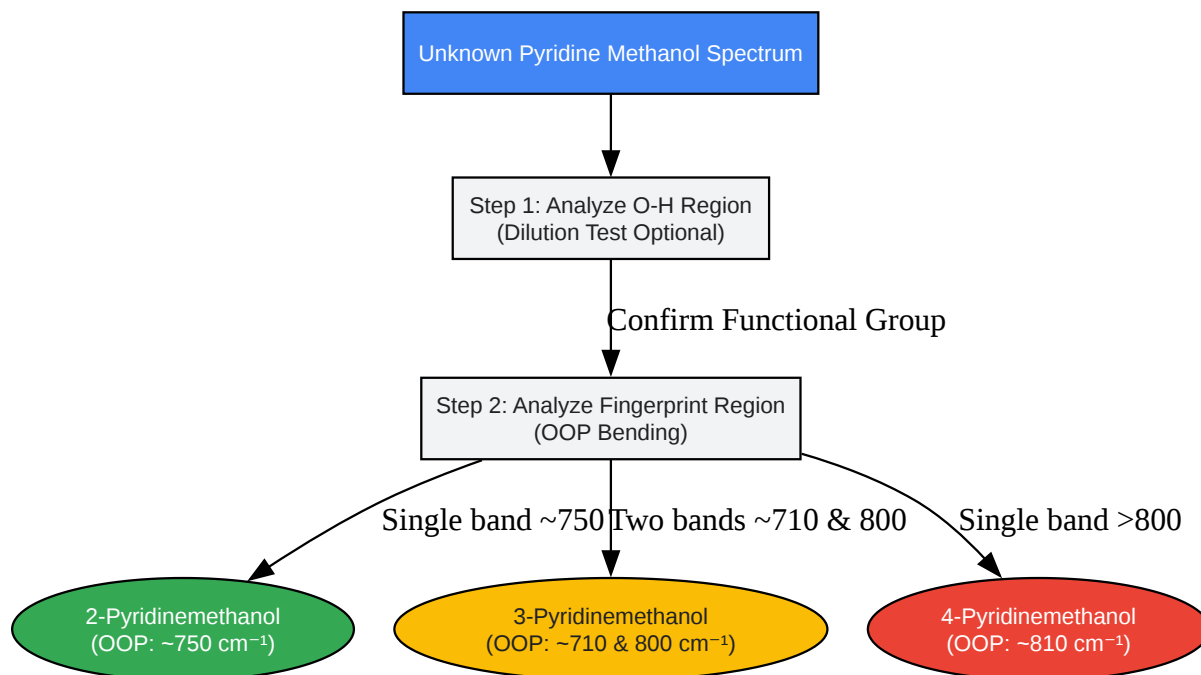 Unknown Pyridine Methanol Spectrum
Step 1: Analyze O-H Region
(Dilution Test Optional)
Confirm Functional Group
Step 2: Analyze Fingerprint Region
(OOP Bending)
Single band ~750
Two bands ~710 & 800
Single band >800
2-Pyridinemethanol
(OOP: ~750 cm⁻¹)
3-Pyridinemethanol
(OOP: ~710 & 800 cm⁻¹)
4-Pyridinemethanol
(OOP: ~810 cm⁻¹)